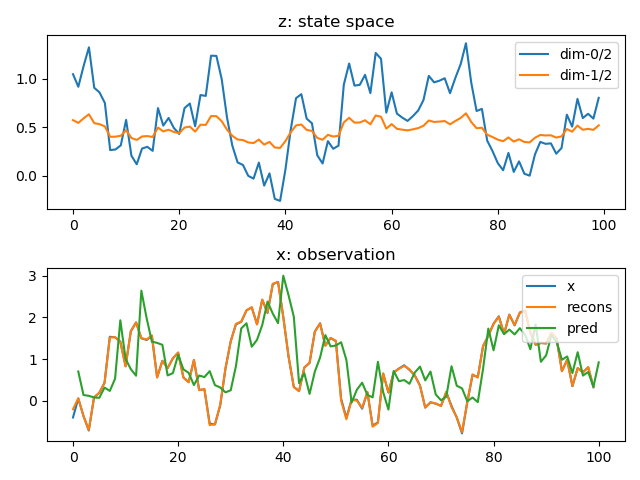 z: state space
dim-0/2
dim-1/2
1.0
0.5
0.0
0 20 40 60 80 100
x: observation
x
recons
pred
3
2
1
0
0 20 40 60 80 100